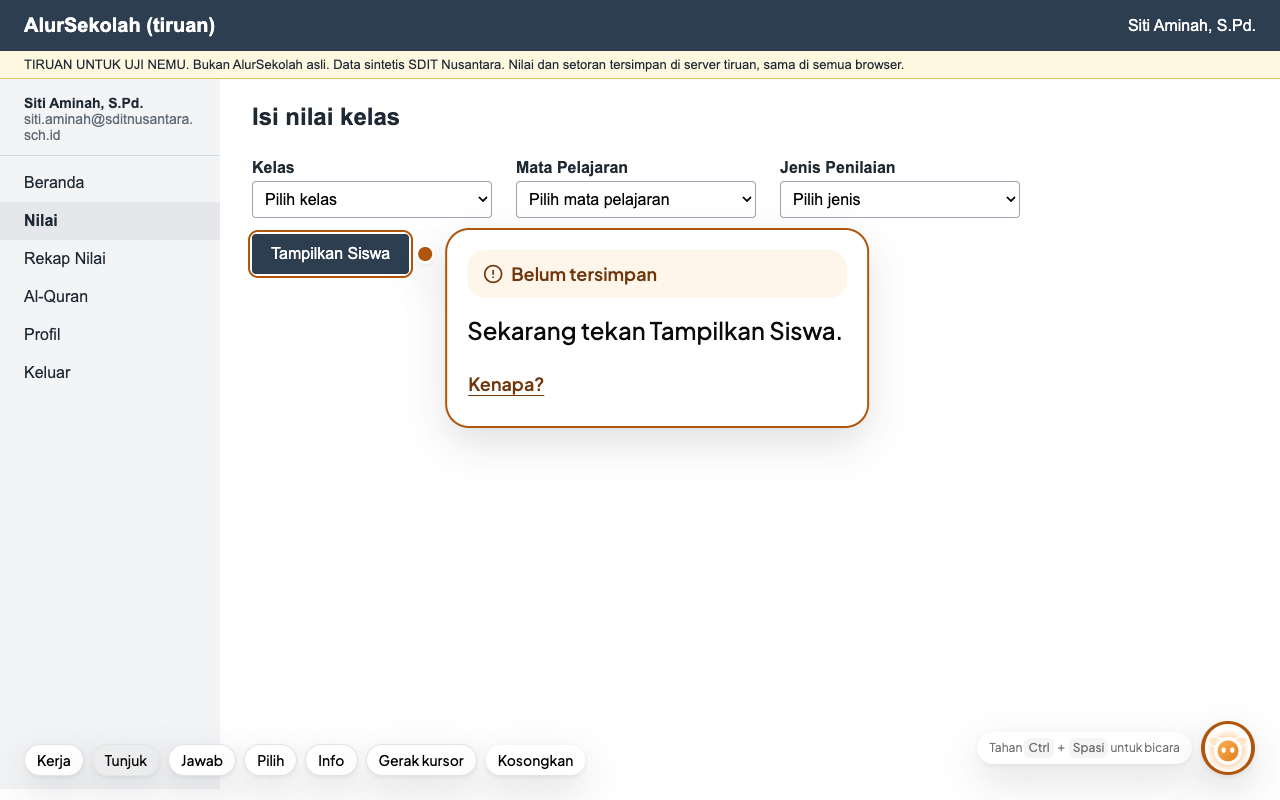 AlurSekolah (tiruan)
Siti Aminah, S.Pd.
TIRUAN UNTUK UJI NEMU. Bukan AlurSekolah asli. Data sintetis SDIT Nusantara. Nilai dan setoran tersimpan di server tiruan, sama di semua browser.
Siti Aminah, S.Pd.
siti.aminah@sditnusantara.
sch.id
Beranda
Nilai
Rekap Nilai
Al-Quran
Profil
Keluar
Isi nilai kelas
Kelas
Mata Pelajaran
Jenis Penilaian
Pilih kelas
Pilih mata pelajaran
Pilih jenis
Tampilkan Siswa
Belum tersimpan
Sekarang tekan Tampilkan Siswa.
Kenapa?
Kerja
Tunjuk
Jawab
Pilih
Info
Gerak kursor
Kosongkan
Tahan Ctrl + Spasi untuk bicara